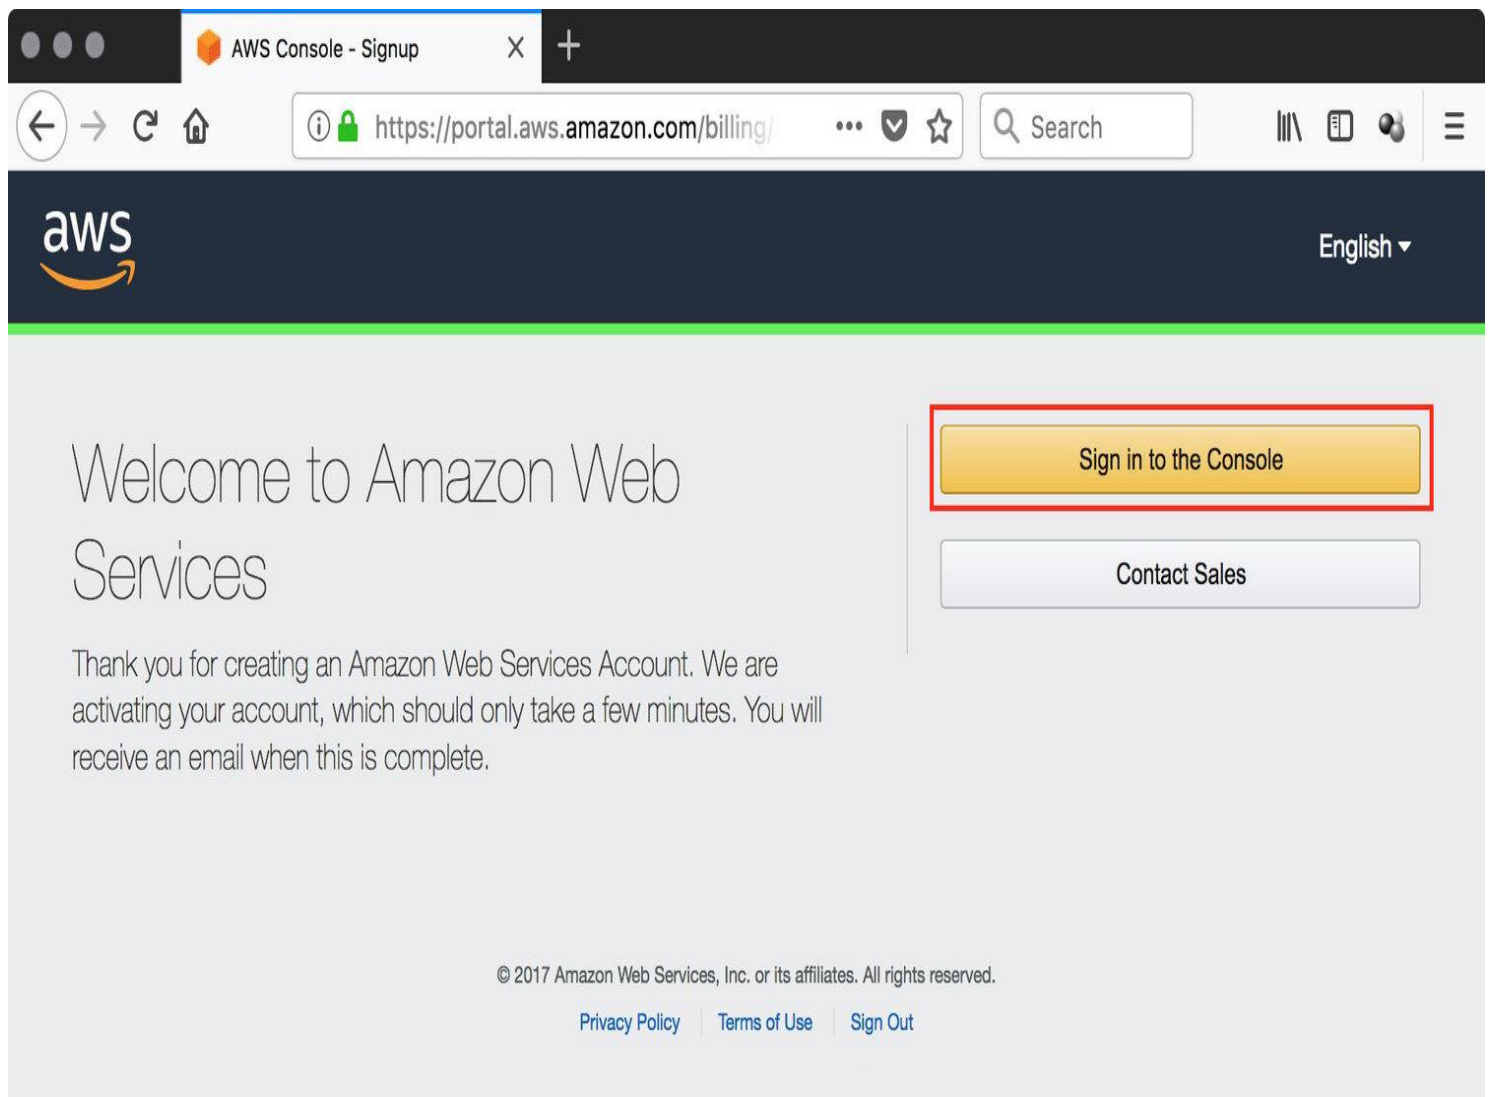 AWS Console - Signup
https://portal.aws.amazon.com/billing/
Search
aws
English
Welcome to Amazon Web
Services
Thank you for creating an Amazon Web Services Account. We are
activating your account, which should only take a few minutes. You will
receive an email when this is complete.
Sign in to the Console
Contact Sales
© 2017 Amazon Web Services, Inc. or its affiliates. All rights reserved.
Privacy Policy Terms of Use Sign Out